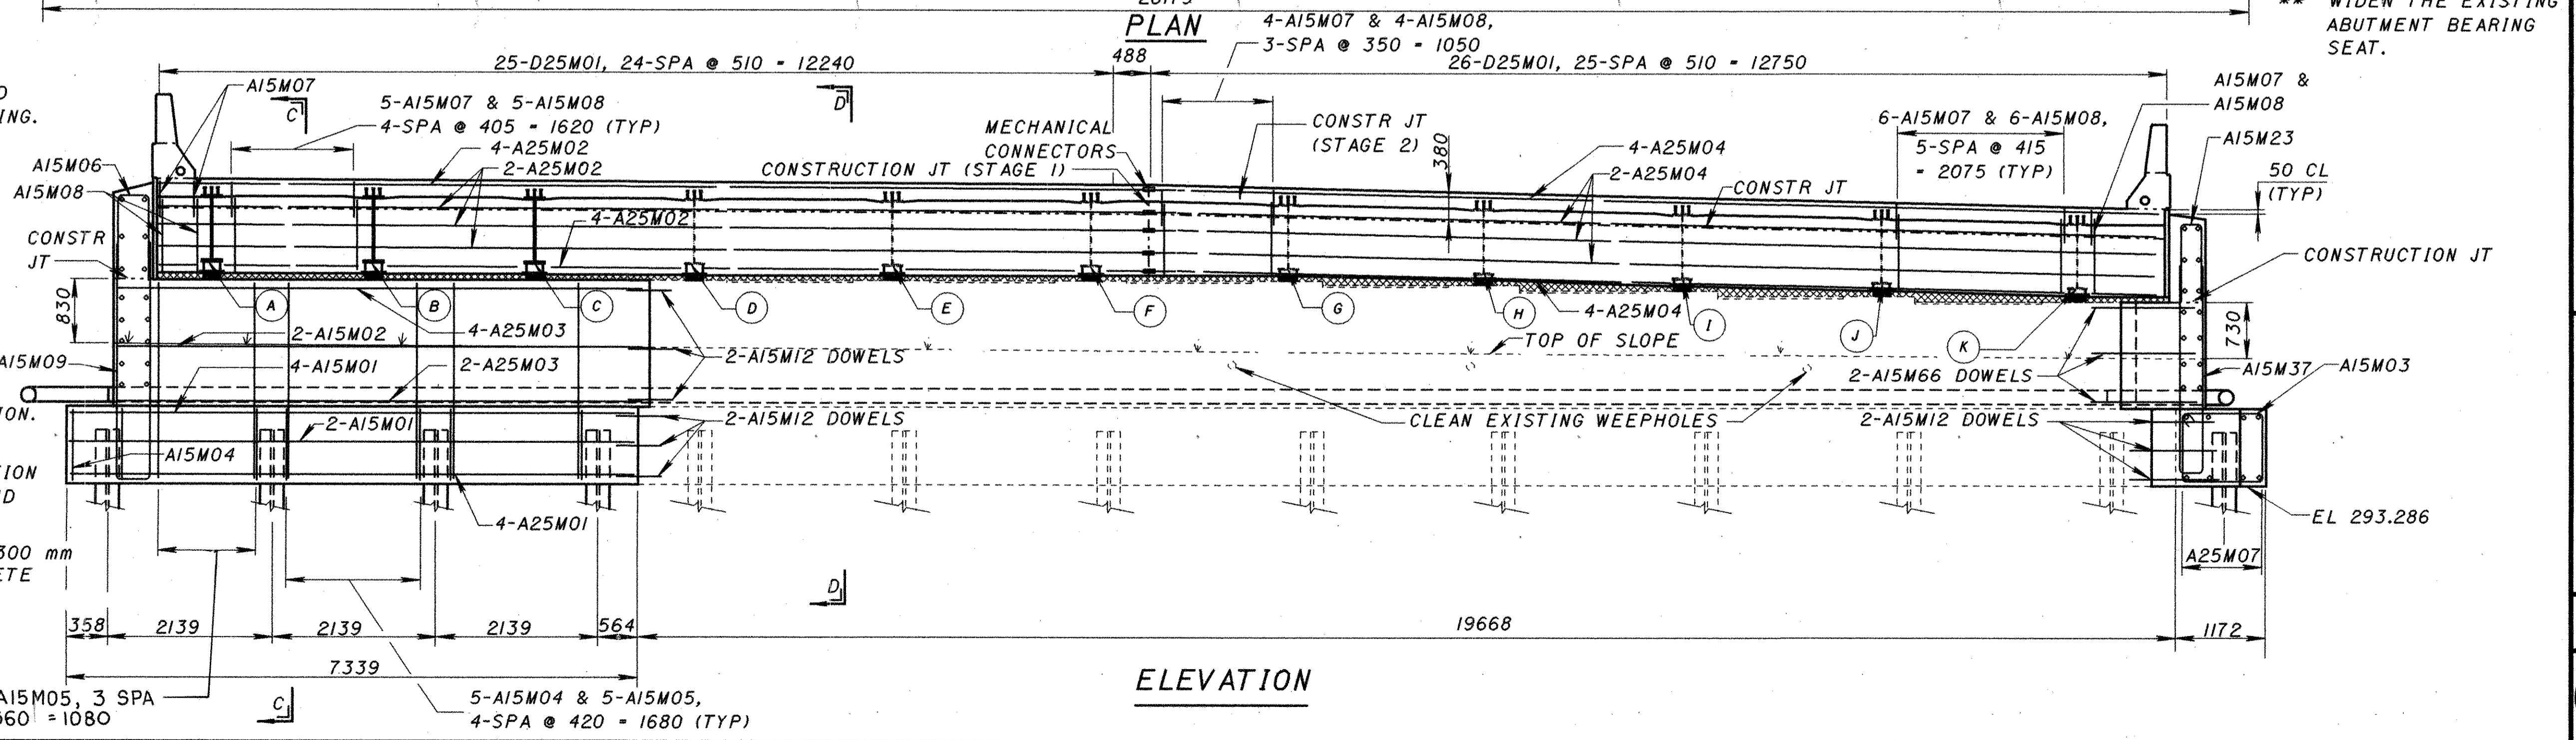 PLAN
** WIDEN THE EXISTING
ABUTMENT BEARING
SEAT.
4-A15M07 & 4-A15M08,
3-SPA @ 350 = 1050
25-D25M01, 24-SPA @ 510 = 12240
488
26-D25M01, 25-SPA @ 510 = 12750
ING.
A15M07
C
5-A15M07 & 5-A15M08
4-SPA @ 405 = 1620 (TYP)
D
MECHANICAL
CONNECTORS
CONSTR JT
(STAGE 2)
380
6-A15M07 & 6-A15M08,
5-SPA @ 415
= 2075 (TYP)
A15M07 &
A15M08
A15M23
50 CL
(TYP)
A15M06
A15M08
4-A25M02
2-A25M02
CONSTRUCTION JT (STAGE 1)
4-A25M04
2-A25M04
CONSTR JT
4-A25M02
CONSTR
JT
CONSTRUCTION JT
830
A
B
C
D
E
F
G
H
I
J
K
4-A25M04
730
2-A15M02
4-A25M03
TOP OF SLOPE
2-A15M12 DOWELS
A15M09
4-A15M01
2-A25M03
2-A15M66 DOWELS
A15M37
A15M03
ION.
2-A15M01
2-A15M12 DOWELS
CLEAN EXISTING WEEPHOLES
2-A15M12 DOWELS
A15M04
TION
4-A25M01
EL 293.286
300 mm
ETE
A25M07
D
358
2139
2139
2139
564
19668
1172
7339
ELEVATION
A15M05, 3 SPA
=1080
C
5-A15M04 & 5-A15M05,
4-SPA @ 420 = 1680 (TYP)